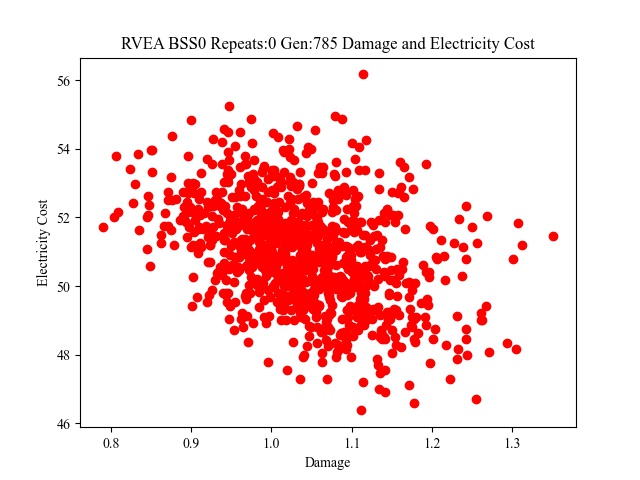 RVEA BSS0 Repeats:0 Gen:785 Damage and Electricity Cost
56
54
52
50
48
46
Electricity Cost
0.8 0.9 1.0 1.1 1.2 1.3
Damage